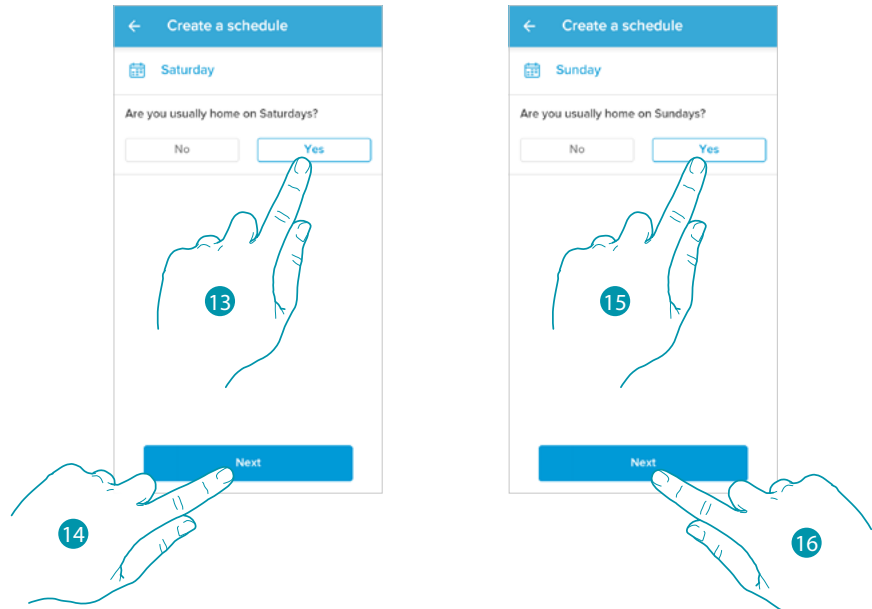 Create a schedule
Saturday
Are you usually home on Saturdays?
No
Yes
13
Next
14
Create a schedule
Sunday
Are you usually home on Sundays?
No
Yes
15
Next
16